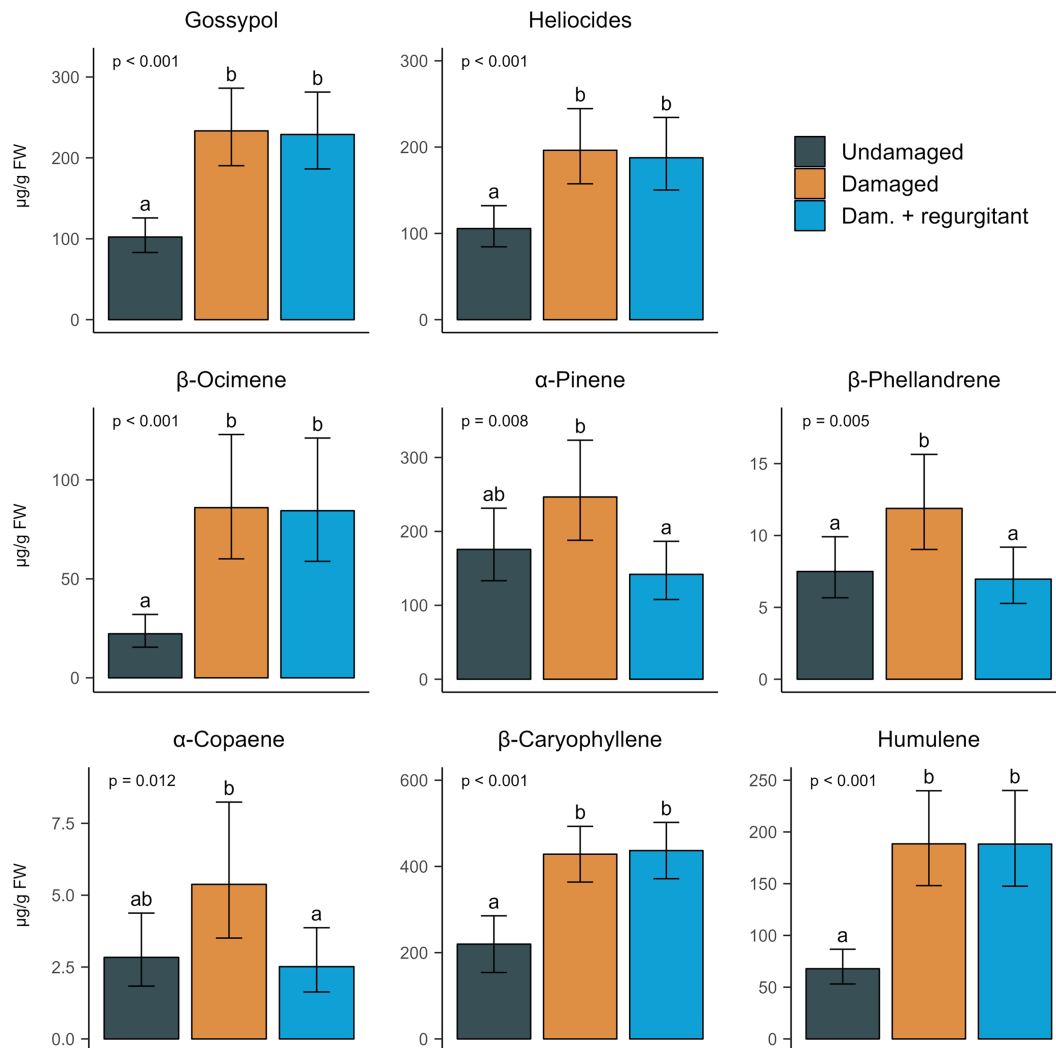 Gossypol
p < 0.001
µg/g FW
300
200
100
0
a
b
b
Heliocides
p < 0.001
300
200
100
0
a
b
b
Undamaged
Damaged
Dam. + regurgitant
β-Ocimene
p < 0.001
µg/g FW
100
50
0
a
b
b
α-Pinene
p = 0.008
300
200
100
0
ab
b
a
β-Phellandrene
p = 0.005
15
10
5
0
a
b
a
α-Copaene
p = 0.012
µg/g FW
7.5
5.0
2.5
0.0
ab
b
a
β-Caryophyllene
p < 0.001
600
400
200
0
a
b
b
Humulene
p < 0.001
250
200
150
100
50
0
a
b
b